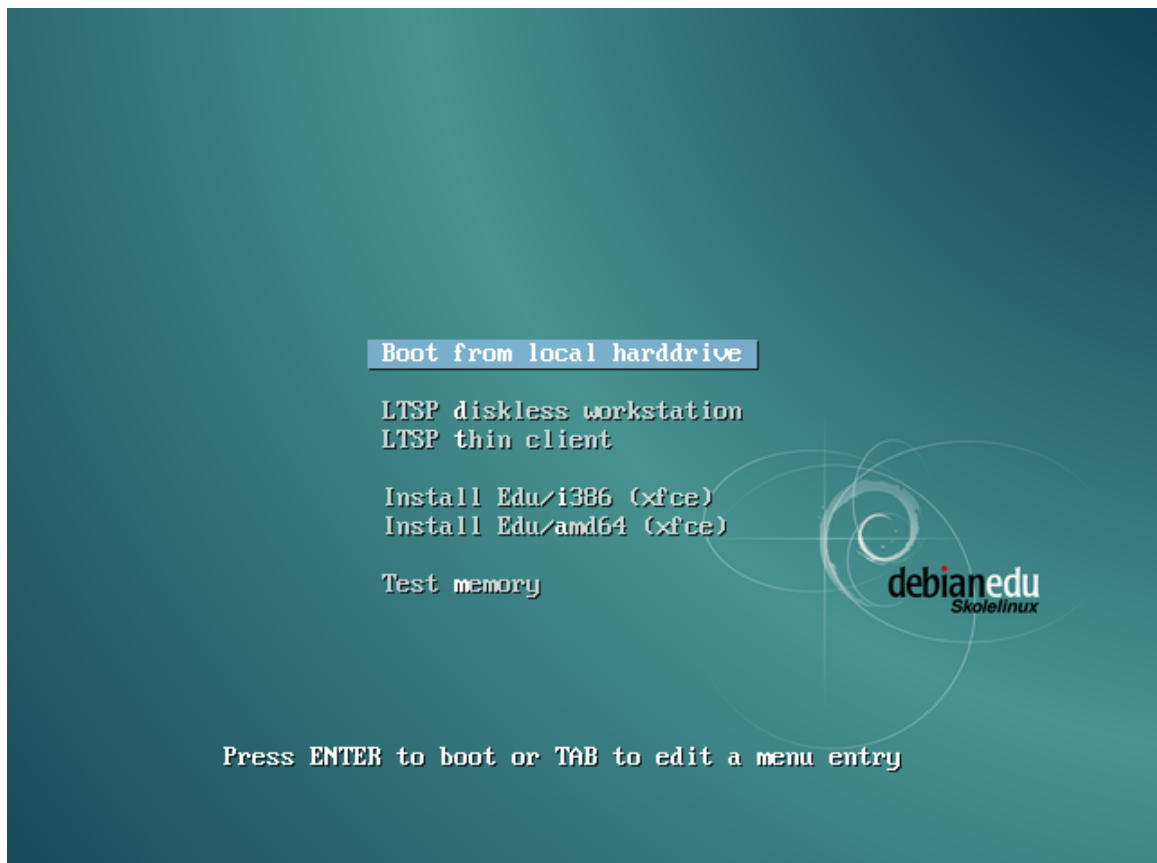 Boot from local harddrive
LTSP diskless workstation
LTSP thin client
Install Edu/i386 (xfce)
Install Edu/amd64 (xfce)
Test memory
debianedu
Skolelinux
Press ENTER to boot or TAB to edit a menu entry